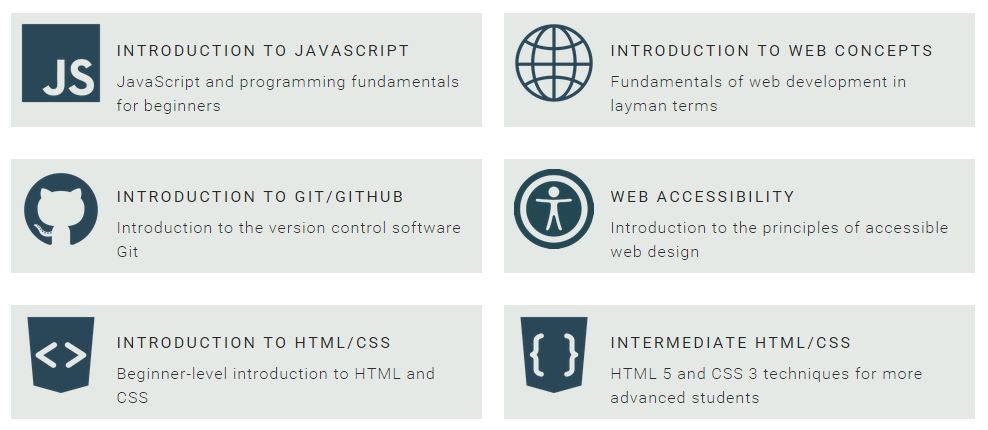 JS
INTRODUCTION TO JAVASCRIPT
JavaScript and programming fundamentals
for beginners
INTRODUCTION TO WEB CONCEPTS
Fundamentals of web development in
layman terms
INTRODUCTION TO GIT/GITHUB
Introduction to the version control software
Git
WEB ACCESSIBILITY
Introduction to the principles of accessible
web design
< >
INTRODUCTION TO HTML/CSS
Beginner-level introduction to HTML and
CSS
{ }
INTERMEDIATE HTML/CSS
HTML 5 and CSS 3 techniques for more
advanced students